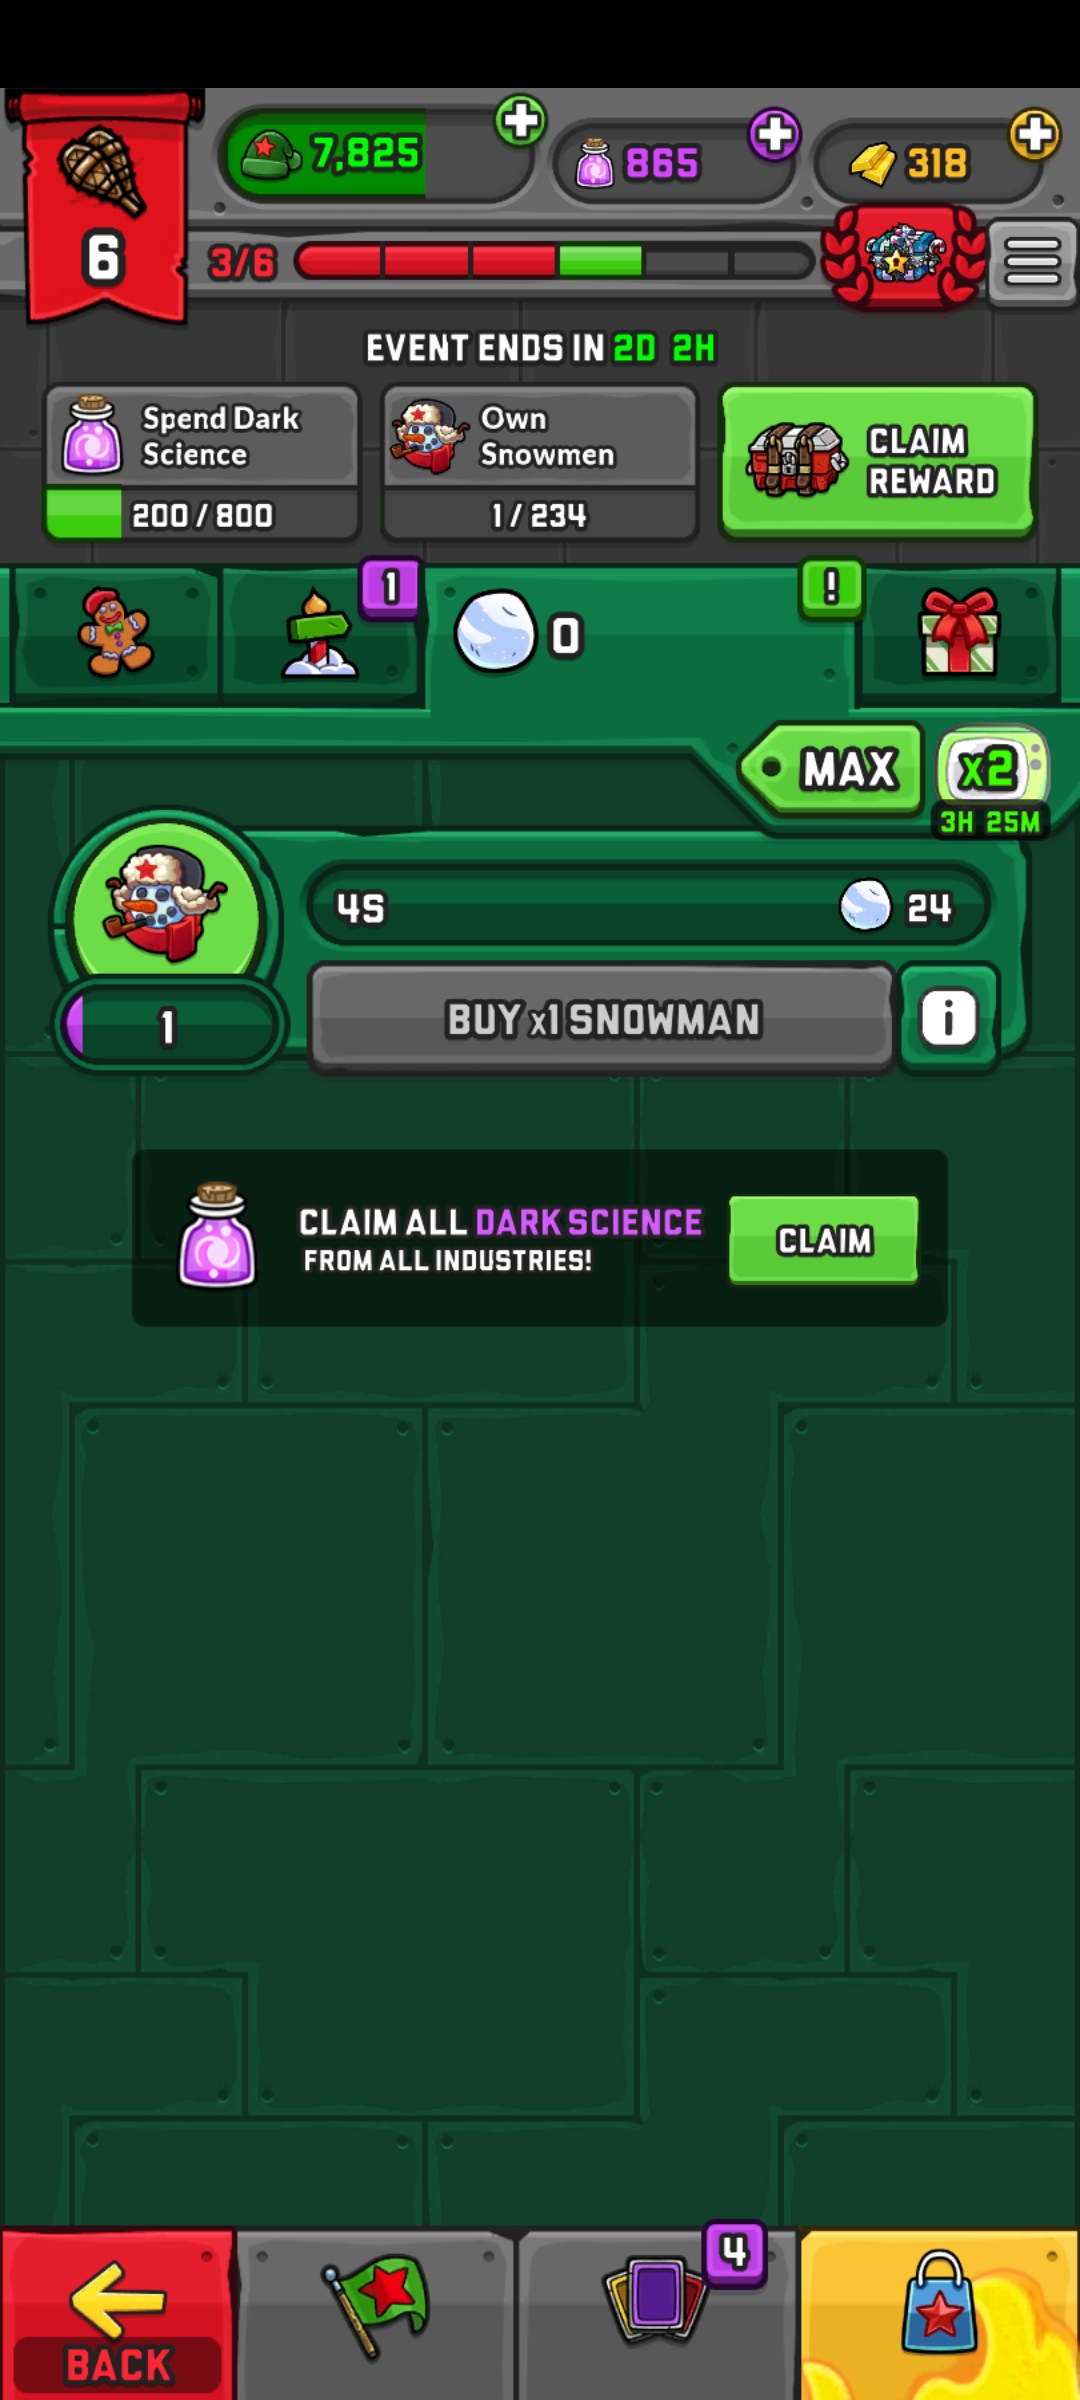 7,825
865
318
6
3/6
EVENT ENDS IN 2D 2H
Spend Dark
Science
200 / 800
Own
Snowmen
1 / 234
CLAIM
REWARD
1
0
!
MAX
x2
3H 25M
4S
24
1
BUY x1 SNOWMAN
i
CLAIM ALL DARK SCIENCE
FROM ALL INDUSTRIES!
CLAIM
4
BACK